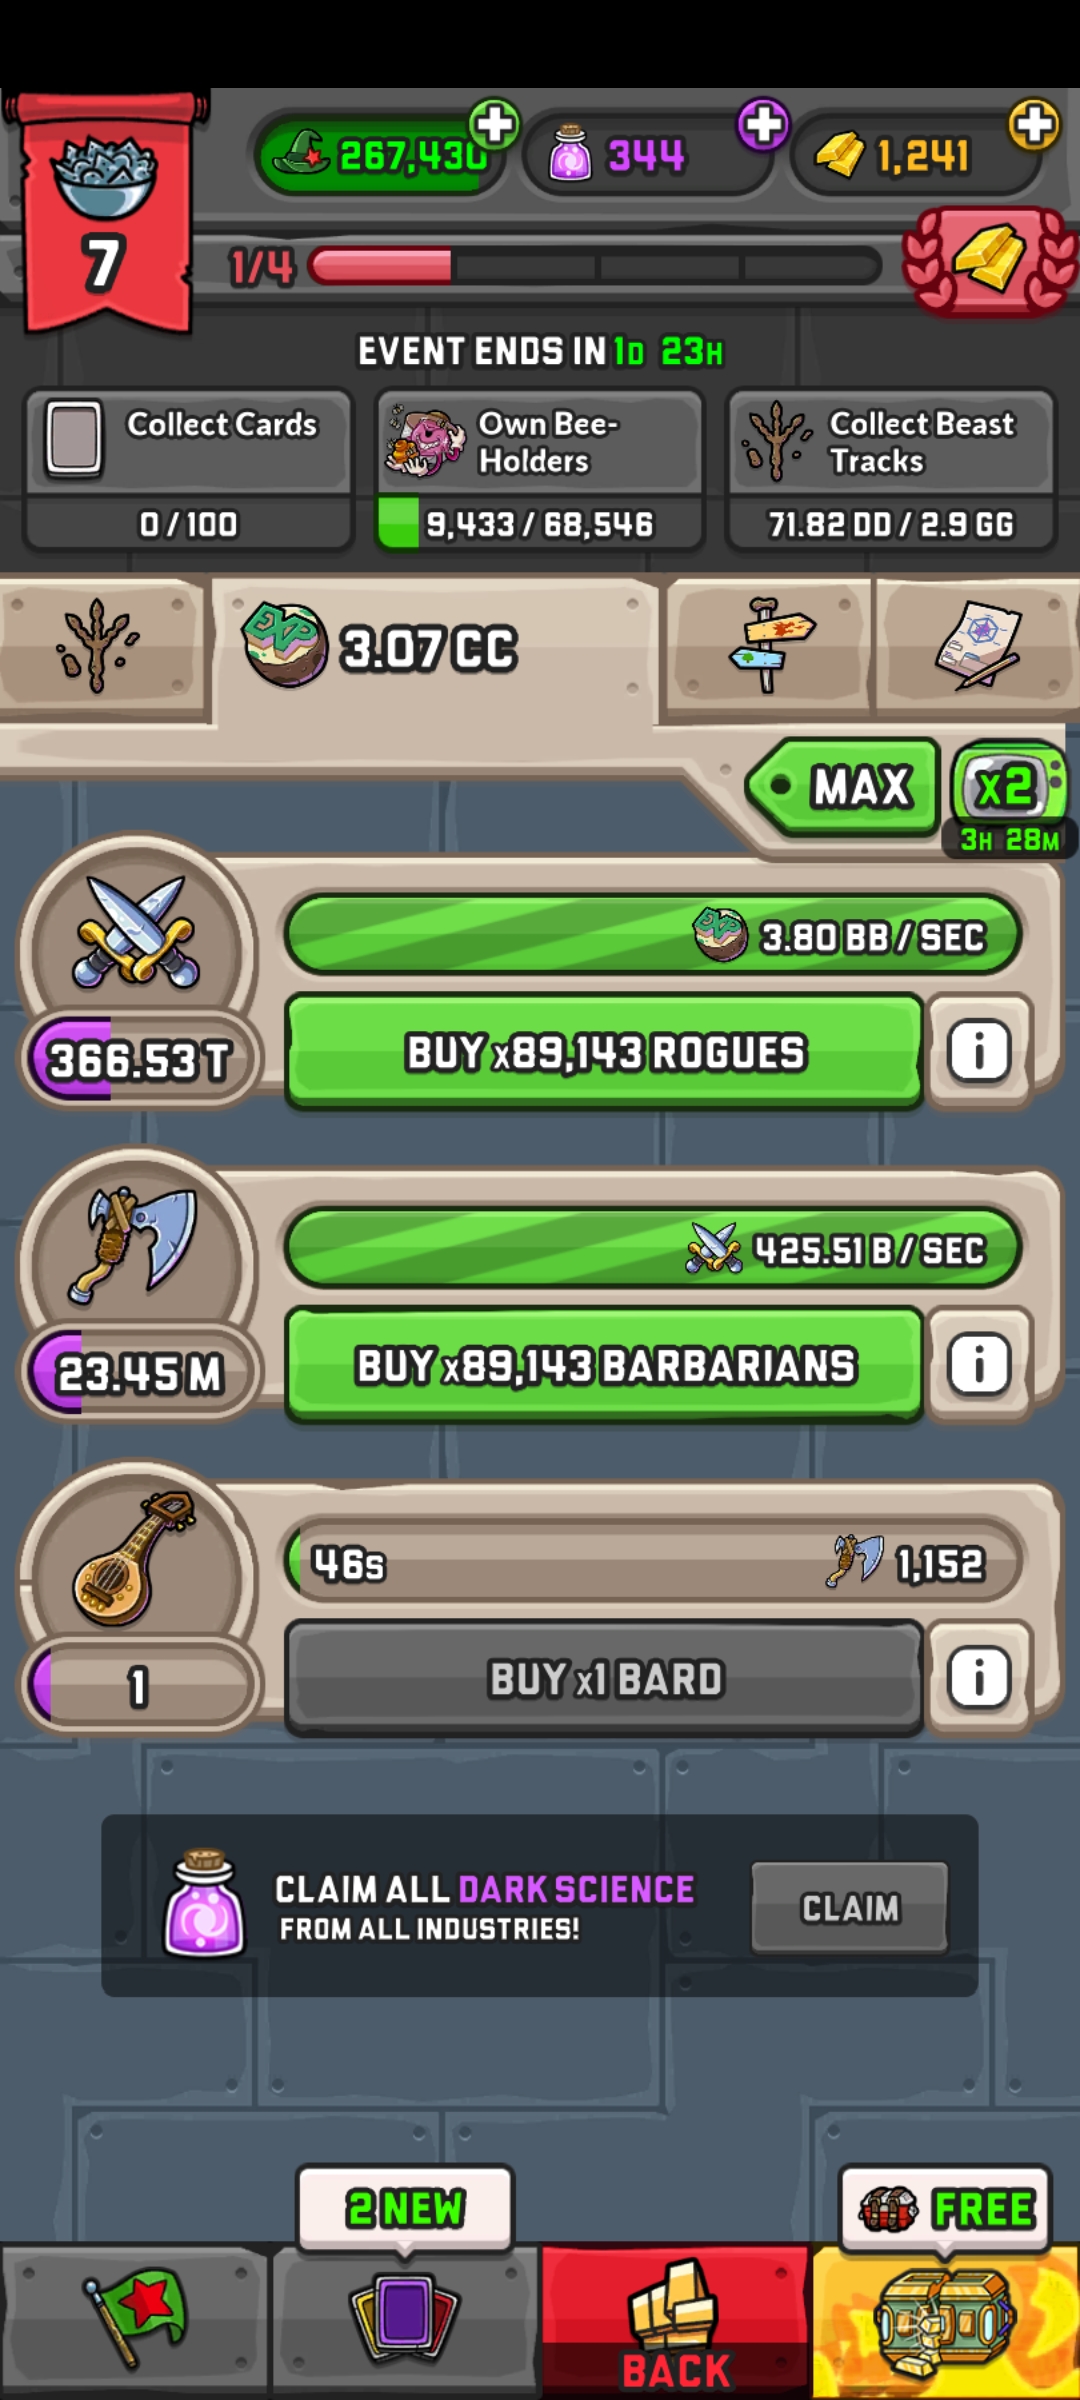 267,430
344
1,241
7
1/4
EVENT ENDS IN 1D 23H
Collect Cards
0 / 100
Own Bee-
Holders
9,433 / 68,546
Collect Beast
Tracks
71.82 DD / 2.9 GG
EXP
3.07 CC
MAX
x2
3H 28M
EXP
3.80 BB / SEC
366.53 T
BUY x89,143 ROGUES
i
425.51 B / SEC
23.45 M
BUY x89,143 BARBARIANS
i
46s
1,152
1
BUY x1 BARD
i
CLAIM ALL DARK SCIENCE
FROM ALL INDUSTRIES!
CLAIM
2 NEW
FREE
BACK